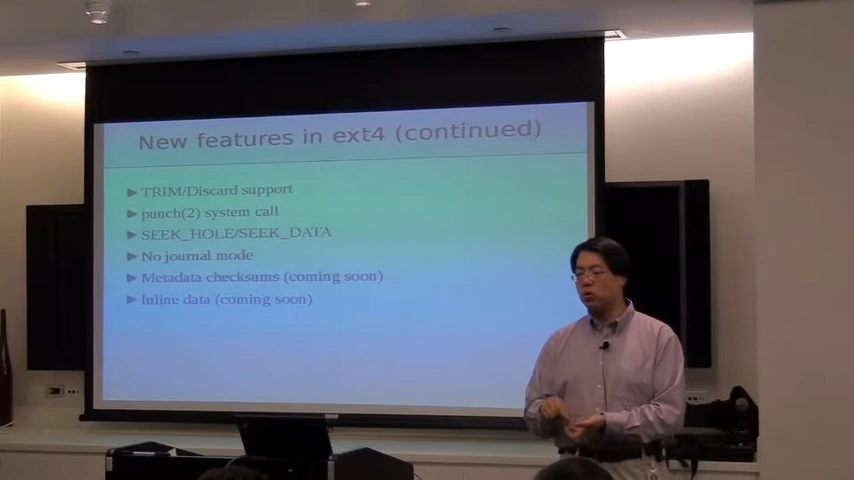 New features in ext4 (continued)
TRIM/Discard support
punch(2) system call
SEEK_HOLE/SEEK_DATA
No journal mode
Metadata checksums (coming soon)
Inline data (coming soon)